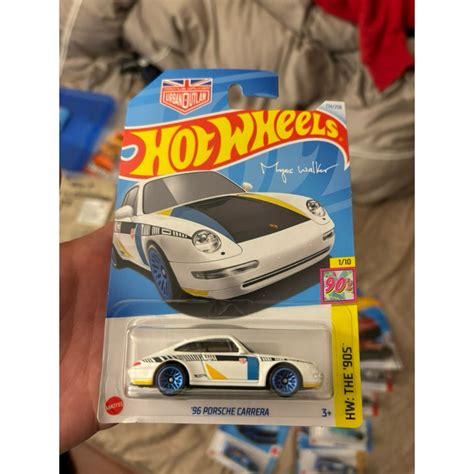 URBAN OUTLAW
HOT WHEELS
Magnus Walker
1/10
90's
HW: THE '90S
MATTEL
'96 PORSCHE CARRERA
3+